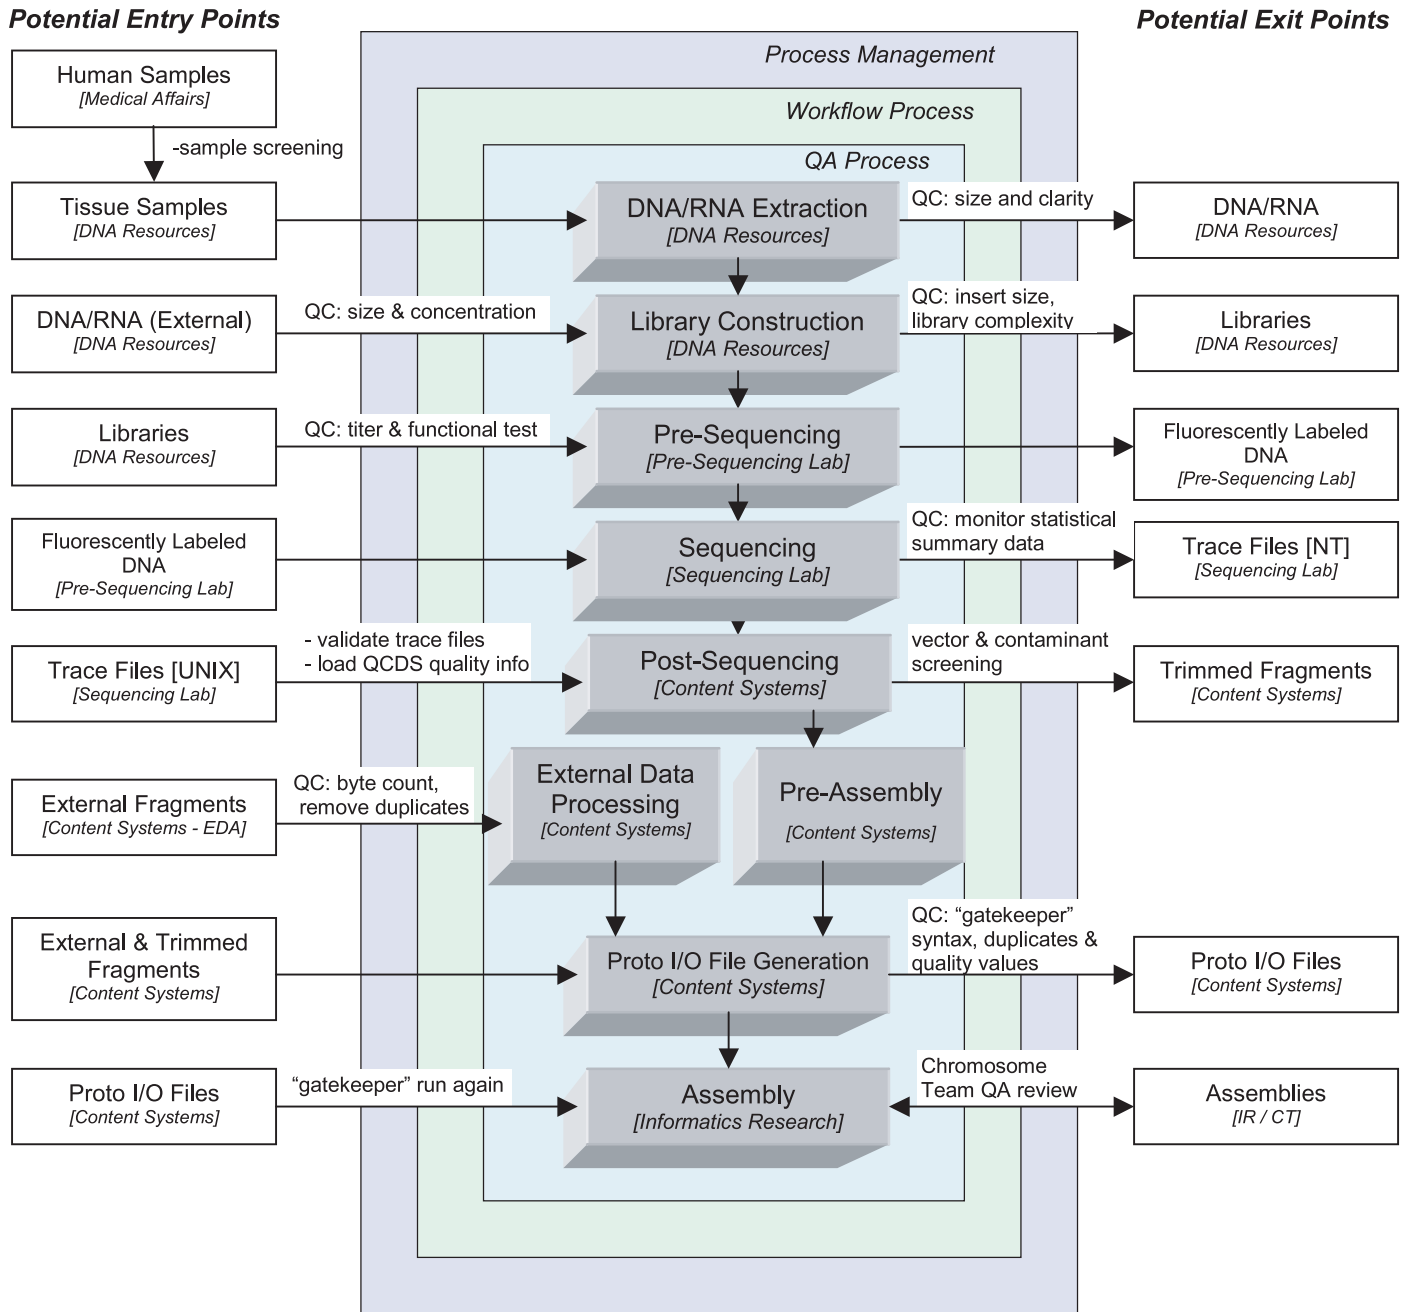 Potential Entry Points
Potential Exit Points
Process Management
Workflow Process
QA Process
Human Samples
[Medical Affairs]
-sample screening
Tissue Samples
[DNA Resources]
DNA/RNA Extraction
[DNA Resources]
QC: size and clarity
DNA/RNA
[DNA Resources]
DNA/RNA (External)
[DNA Resources]
QC: size & concentration
Library Construction
[DNA Resources]
QC: insert size,
library complexity
Libraries
[DNA Resources]
Libraries
[DNA Resources]
QC: titer & functional test
Pre-Sequencing
[Pre-Sequencing Lab]
Fluorescently Labeled
DNA
[Pre-Sequencing Lab]
Fluorescently Labeled
DNA
[Pre-Sequencing Lab]
Sequencing
[Sequencing Lab]
QC: monitor statistical
summary data
Trace Files [NT]
[Sequencing Lab]
Trace Files [UNIX]
[Sequencing Lab]
- validate trace files
- load QCDS quality info
Post-Sequencing
[Content Systems]
vector & contaminant
screening
Trimmed Fragments
[Content Systems]
External Fragments
[Content Systems - EDA]
QC: byte count,
remove duplicates
External Data
Processing
[Content Systems]
Pre-Assembly
[Content Systems]
External & Trimmed
Fragments
[Content Systems]
Proto I/O File Generation
[Content Systems]
QC: “gatekeeper”
syntax, duplicates &
quality values
Proto I/O Files
[Content Systems]
Proto I/O Files
[Content Systems]
“gatekeeper” run again
Assembly
[Informatics Research]
Chromosome
Team QA review
Assemblies
[IR / CT]